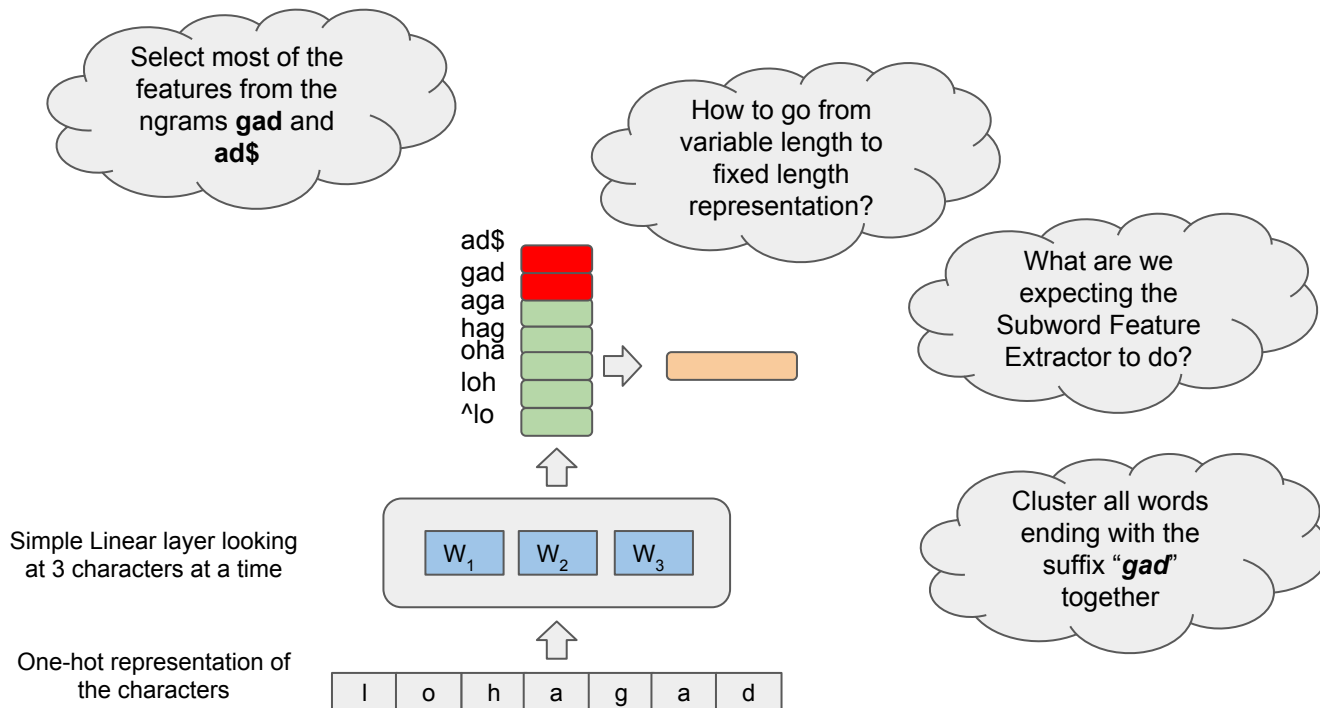 Select most of the
features from the
ngrams gad and
ad$
How to go from
variable length to
fixed length
representation?
What are we
expecting the
Subword Feature
Extractor to do?
ad$
gad
aga
hag
oha
loh
^lo
Cluster all words
ending with the
suffix “gad”
together
Simple Linear layer looking
at 3 characters at a time
W1 W2 W3
One-hot representation of
the characters
l o h a g a d